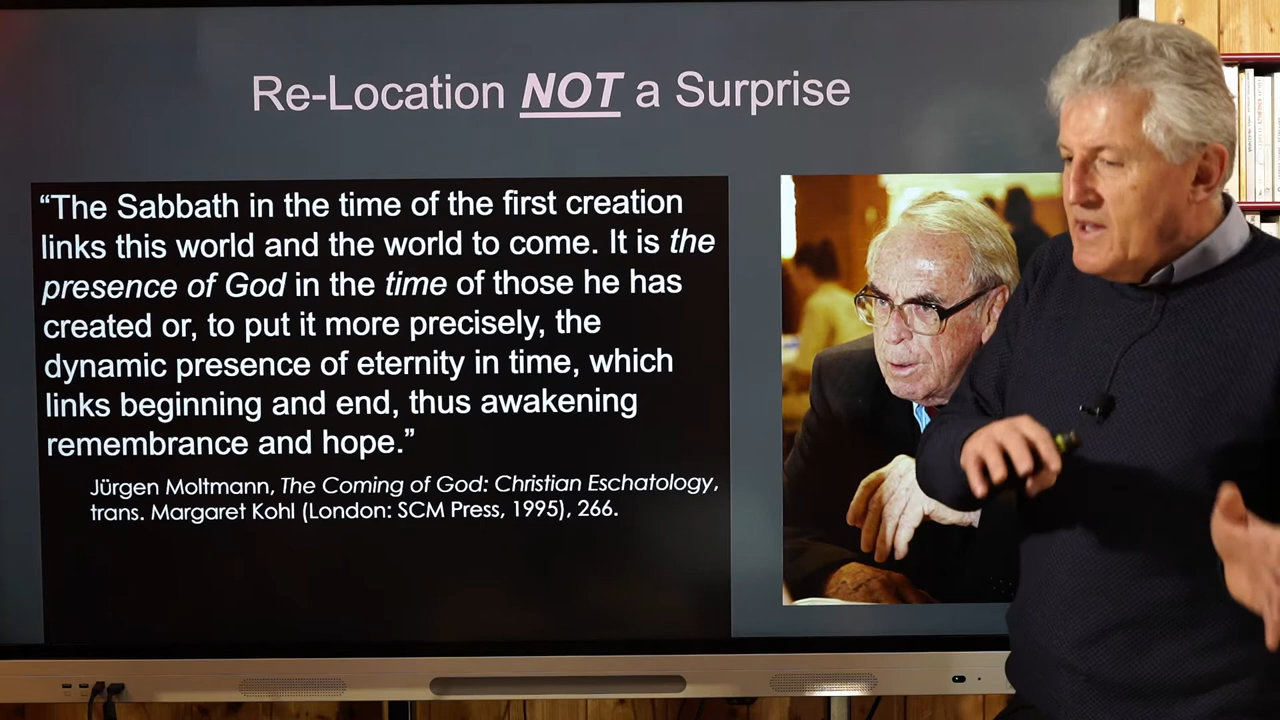 Re-Location NOT a Surprise
“The Sabbath in the time of the first creation
links this world and the world to come. It is the
presence of God in the time of those he has
created or, to put it more precisely, the
dynamic presence of eternity in time, which
links beginning and end, thus awakening
remembrance and hope.”
Jürgen Moltmann, The Coming of God: Christian Eschatology,
trans. Margaret Kohl (London: SCM Press, 1995), 266.